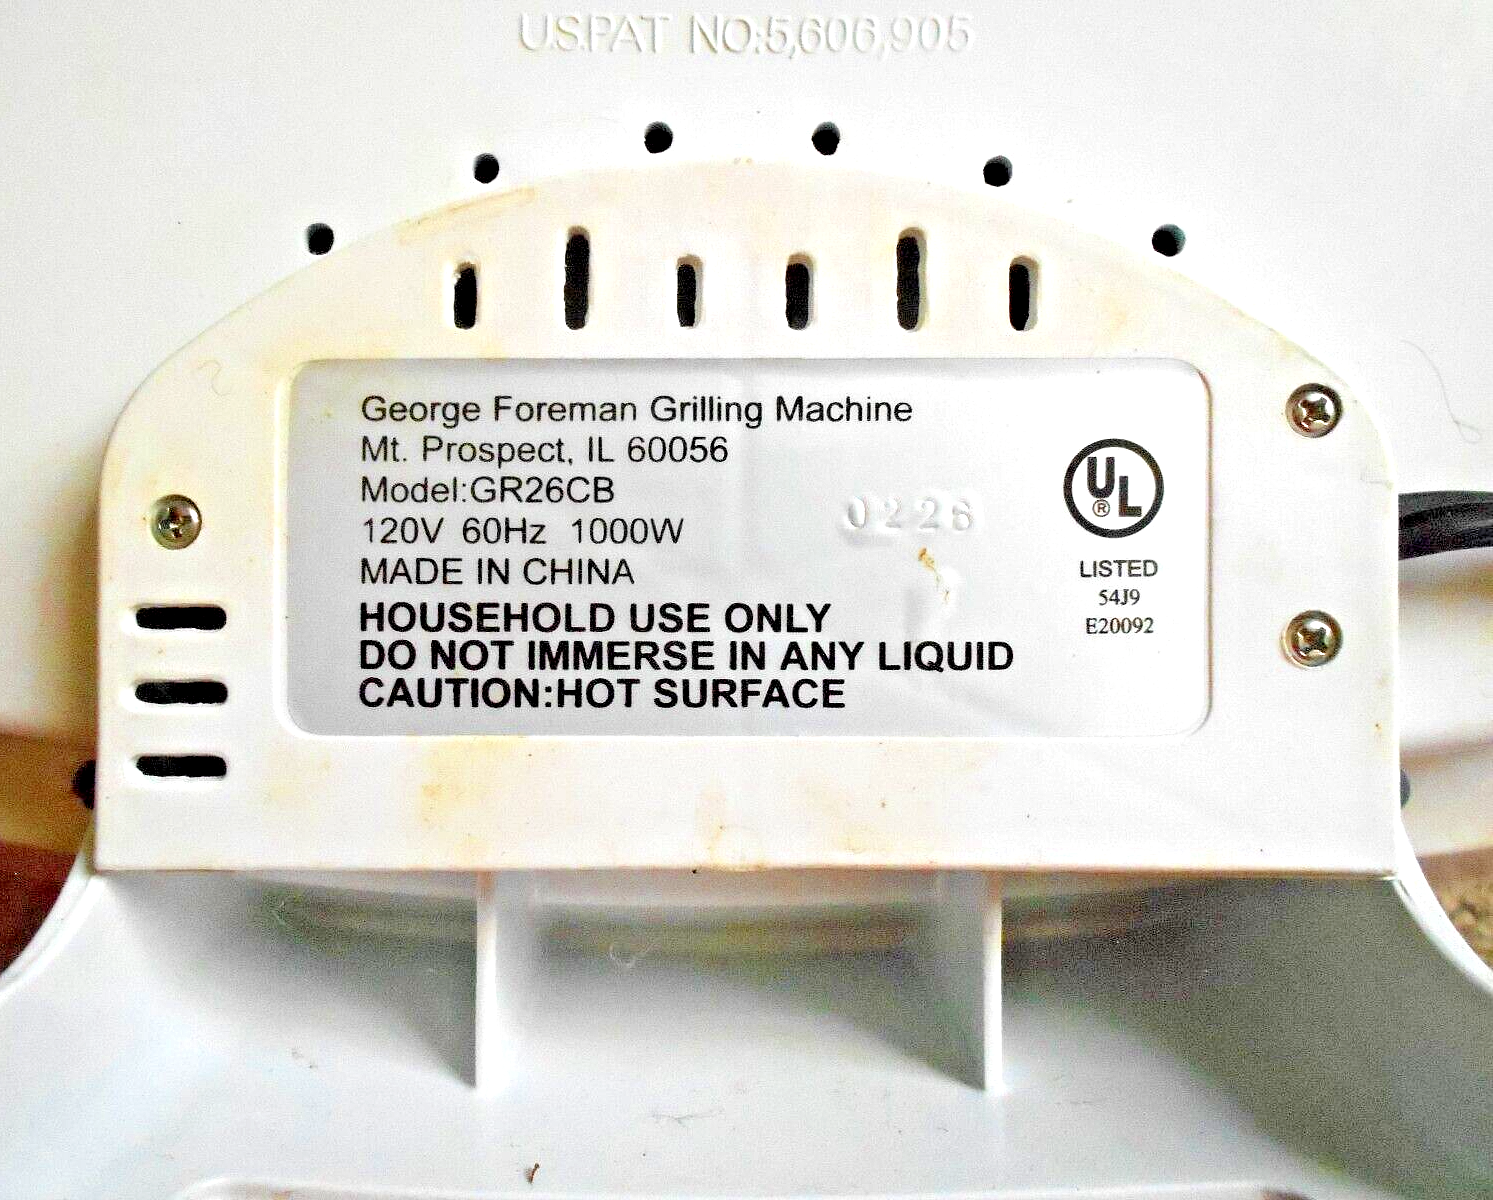 U.S.PAT NO:5,606,905
George Foreman Grilling Machine
Mt. Prospect, IL 60056
Model:GR26CB
120V 60Hz 1000W
MADE IN CHINA
HOUSEHOLD USE ONLY
DO NOT IMMERSE IN ANY LIQUID
CAUTION:HOT SURFACE
0226
UL
®
LISTED
54J9
E20092